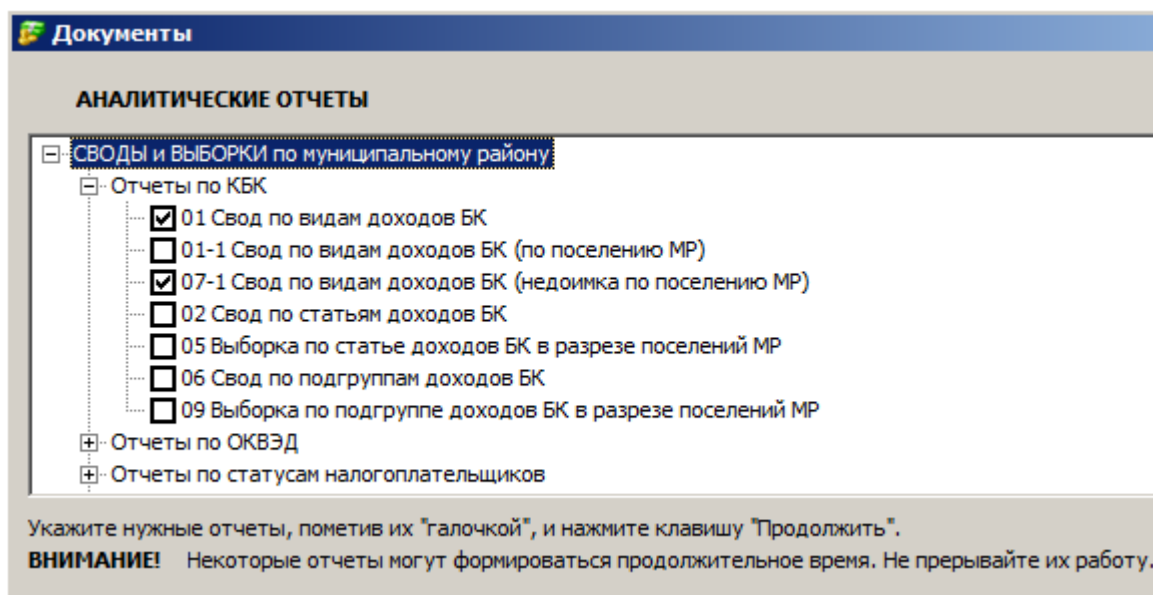 Документы
АНАЛИТИЧЕСКИЕ ОТЧЕТЫ
СВОДЫ и ВЫБОРКИ по муниципальному району
Отчеты по КБК
01 Свод по видам доходов БК
01-1 Свод по видам доходов БК (по поселению МР)
07-1 Свод по видам доходов БК (недоимка по поселению МР)
02 Свод по статьям доходов БК
05 Выборка по статье доходов БК в разрезе поселений МР
06 Свод по подгруппам доходов БК
09 Выборка по подгруппе доходов БК в разрезе поселений МР
Отчеты по ОКВЭД
Отчеты по статусам налогоплательщиков
Укажите нужные отчеты, пометив их "галочкой", и нажмите клавишу "Продолжить".
ВНИМАНИЕ! Некоторые отчеты могут формироваться продолжительное время. Не прерывайте их работу.